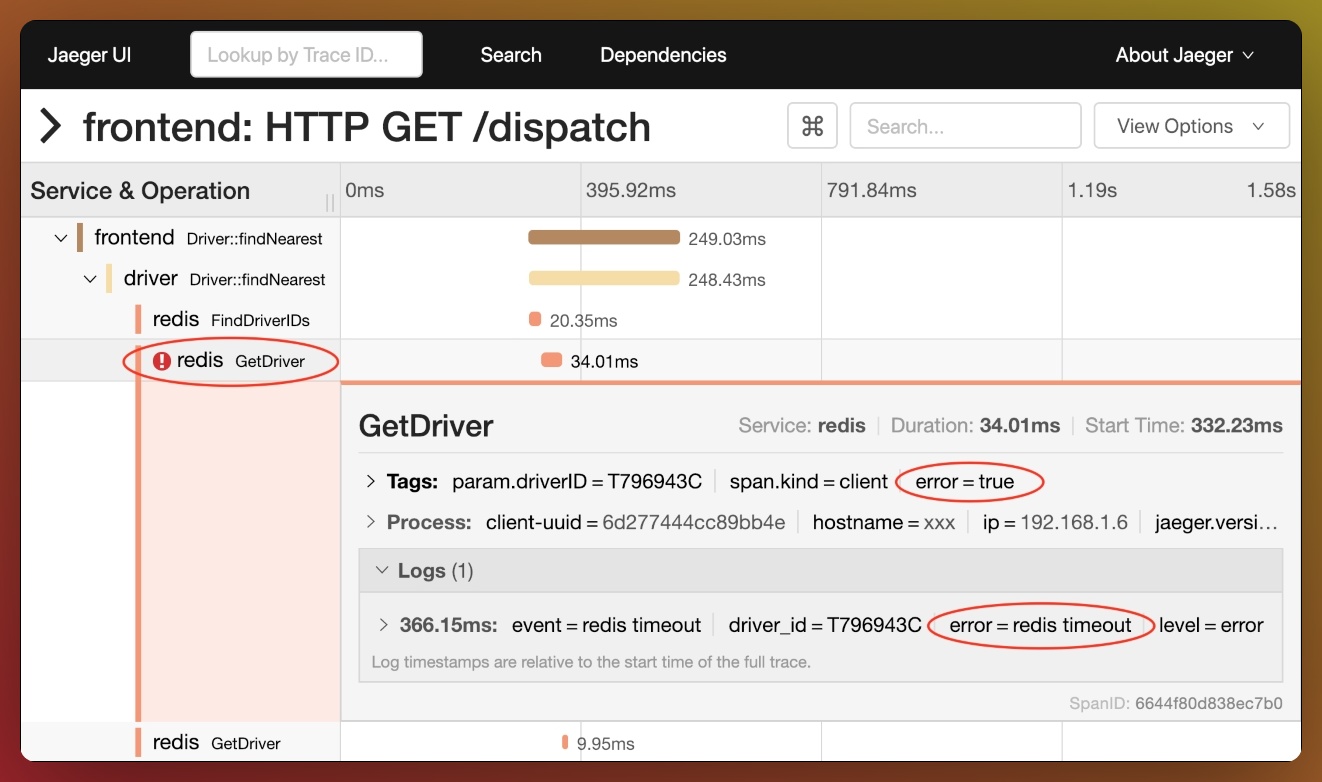 Jaeger UI Lookup by Trace ID... Search Dependencies About Jaeger
frontend: HTTP GET /dispatch ⌘ Search... View Options
Service & Operation 0ms 395.92ms 791.84ms 1.19s 1.58s
frontend Driver::findNearest 249.03ms
driver Driver::findNearest 248.43ms
redis FindDriverIDs 20.35ms
redis GetDriver 34.01ms
GetDriver Service: redis Duration: 34.01ms Start Time: 332.23ms
Tags: param.driverID = T796943C span.kind = client error = true
Process: client-uuid = 6d277444cc89bb4e hostname = xxx ip = 192.168.1.6 jaeger.versi...
Logs (1)
366.15ms: event = redis timeout driver_id = T796943C error = redis timeout level = error
Log timestamps are relative to the start time of the full trace.
SpanID: 6644f80d838ec7b0
redis GetDriver 9.95ms